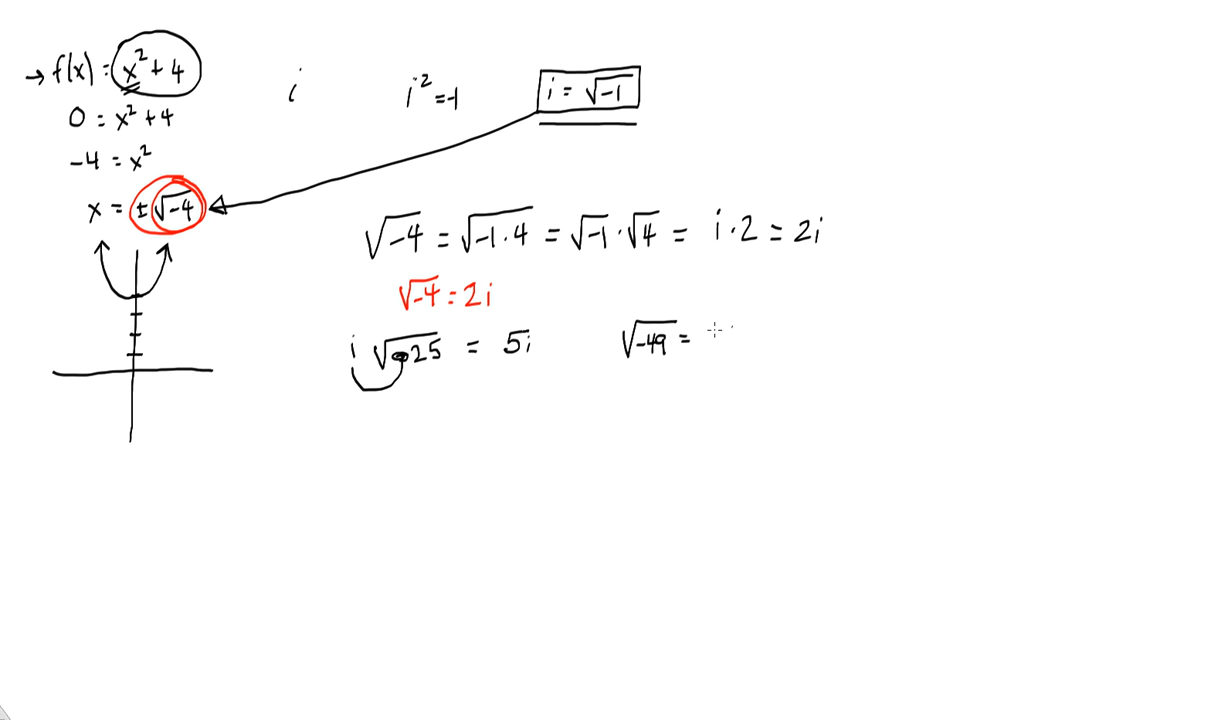 → f(x) = x² + 4
i
i² = -1
i = √-1
0 = x² + 4
-4 = x²
x = ± √-4
√-4 = √-1·4 = √-1 · √4 = i · 2 = 2i
√-4 = 2i
i √-25 = 5i
√-49 =